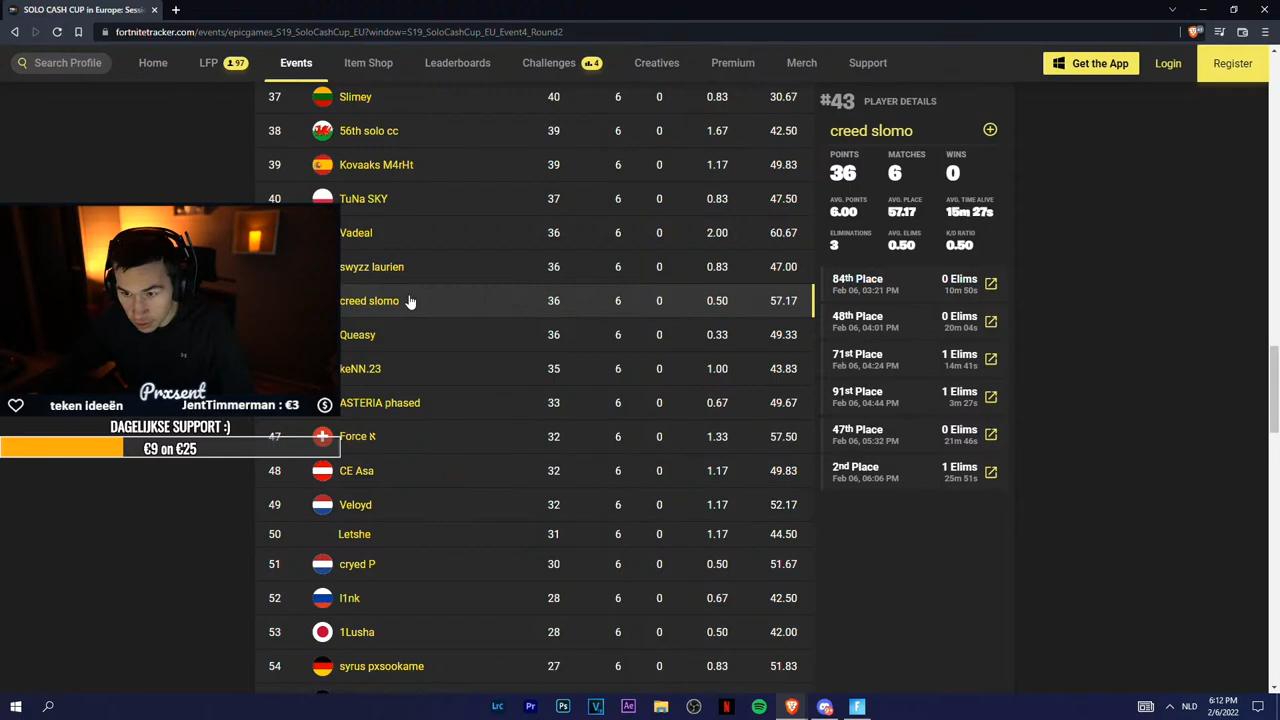 SOLO CASH CUP in Europe: Sessi
fortnitetracker.com/events/epicgames_S19_SoloCashCup_EU?window=S19_SoloCashCup_EU_Event4_Round2
Search Profile Home LFP 97 Events Item Shop Leaderboards Challenges 4 Creatives Premium Merch Support Get the App Login Register
37 Slimey 40 6 0 0.83 30.67
38 56th solo cc 39 6 0 1.67 42.50
39 Kovaaks M4rHt 39 6 0 1.17 49.83
40 TuNa SKY 37 6 0 0.83 47.50
Vadeal 36 6 0 2.00 60.67
swyzz laurien 36 6 0 0.83 47.00
creed slomo 36 6 0 0.50 57.17
Queasy 36 6 0 0.33 49.33
keNN.23 35 6 0 1.00 43.83
ASTERIA phased 33 6 0 0.67 49.67
47 Force א 32 6 0 1.33 57.50
48 CE Asa 32 6 0 1.17 49.83
49 Veloyd 32 6 0 1.17 52.17
50 Letshe 31 6 0 1.17 44.50
51 cryed P 30 6 0 0.50 51.67
52 l1nk 28 6 0 0.67 42.50
53 1Lusha 28 6 0 0.50 42.00
54 syrus pxsookame 27 6 0 0.83 51.83
#43 PLAYER DETAILS
creed slomo
POINTS MATCHES WINS
36 6 0
AVG. POINTS AVG. PLACE AVG. TIME ALIVE
6.00 57.17 15m 27s
ELIMINATIONS AVG. ELIMS K/D RATIO
3 0.50 0.50
84th Place 0 Elims
Feb 06, 03:21 PM 10m 50s
48th Place 0 Elims
Feb 06, 04:01 PM 20m 04s
71st Place 1 Elims
Feb 06, 04:24 PM 14m 41s
91st Place 1 Elims
Feb 06, 04:44 PM 3m 27s
47th Place 0 Elims
Feb 06, 05:32 PM 21m 46s
2nd Place 1 Elims
Feb 06, 06:06 PM 25m 51s
Prxsent
teken ideeën JentTimmerman : €3
DAGELIJKSE SUPPORT :)
€9 on €25
Lrc Pr Ps Ae N
NLD 6:12 PM
2/6/2022